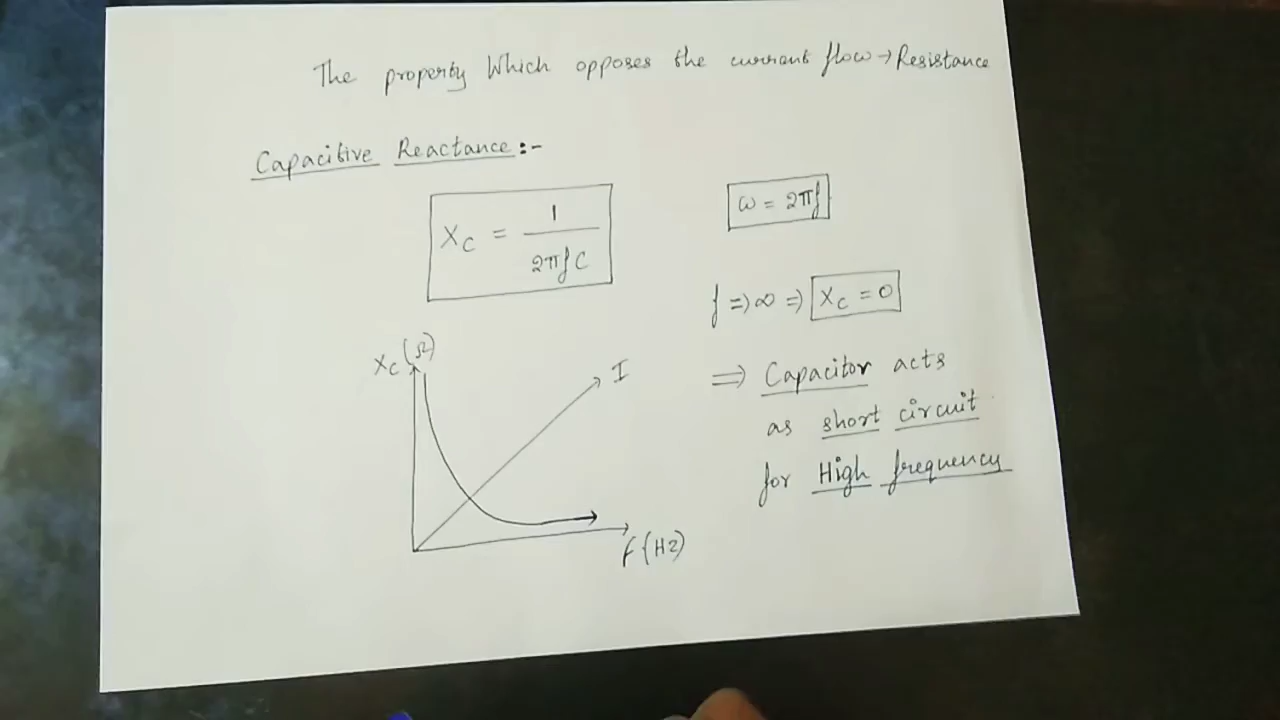 The property Which opposes the current flow → Resistance
Capacitive Reactance :-
X_C = 1 / 2πfC
ω = 2πf
f => ∞ => X_C = 0
=> Capacitor acts
as short circuit
for High frequency
X_C (Ω)
I
F (Hz)